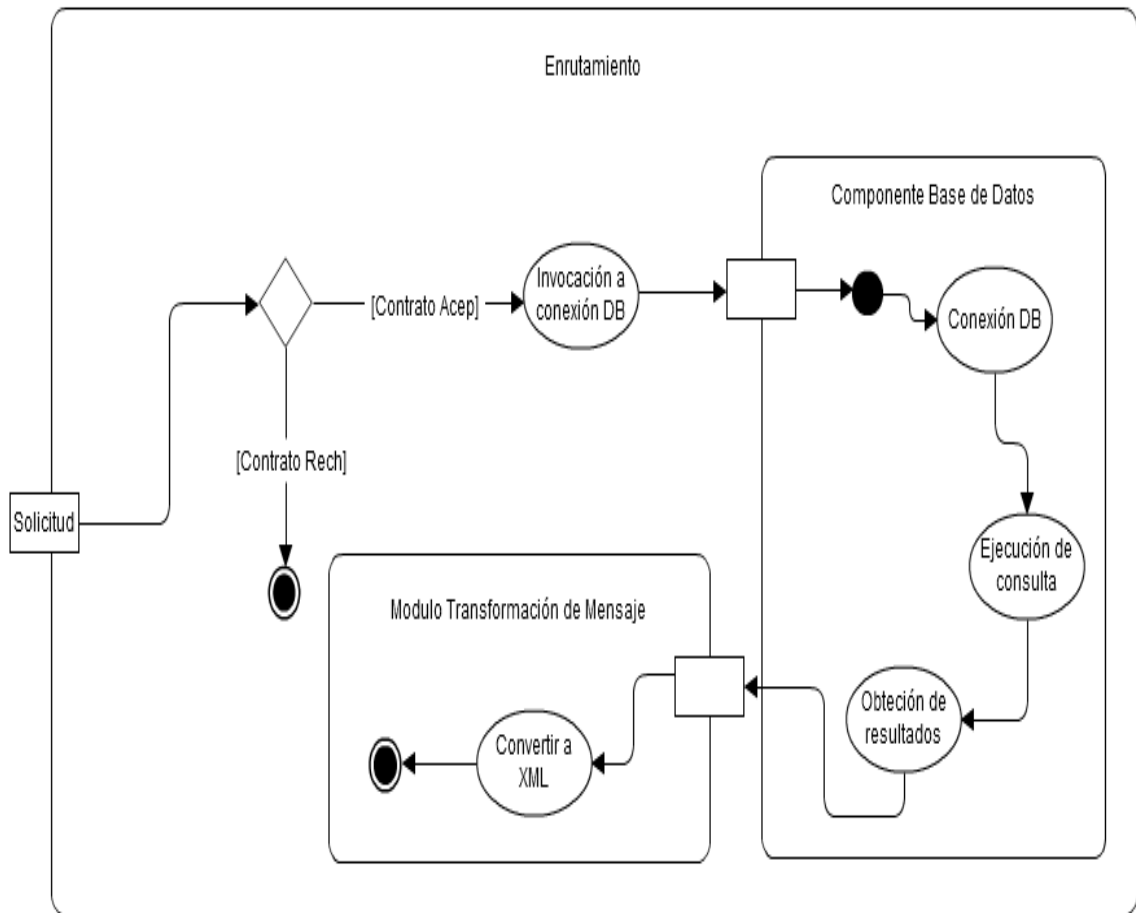 Enrutamiento
Componente Base de Datos
Invocación a
conexión DB
[Contrato Acep]
Conexión DB
[Contrato Rech]
Solicitud
Ejecución de
consulta
Modulo Transformación de Mensaje
Obteción de
resultados
Convertir a
XML